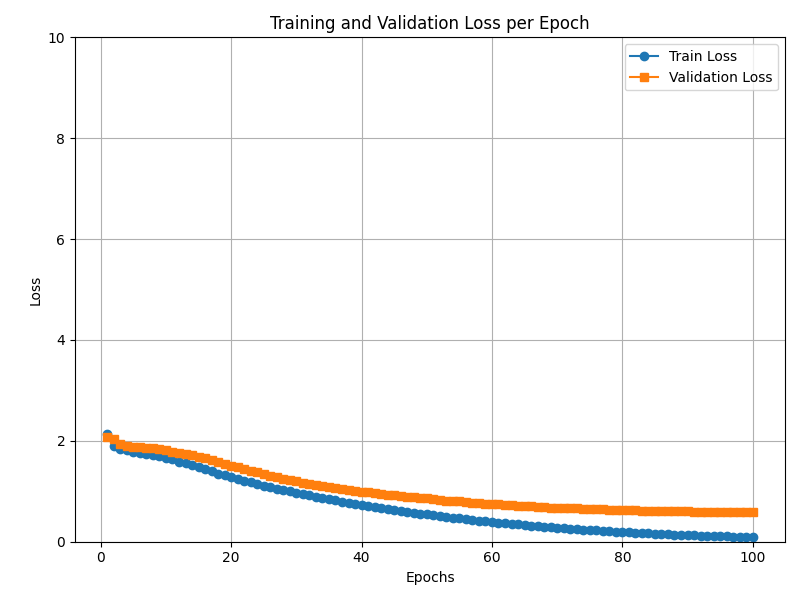 Training and Validation Loss per Epoch
Train Loss
Validation Loss
10
8
6
4
2
0
Loss
0 20 40 60 80 100
Epochs